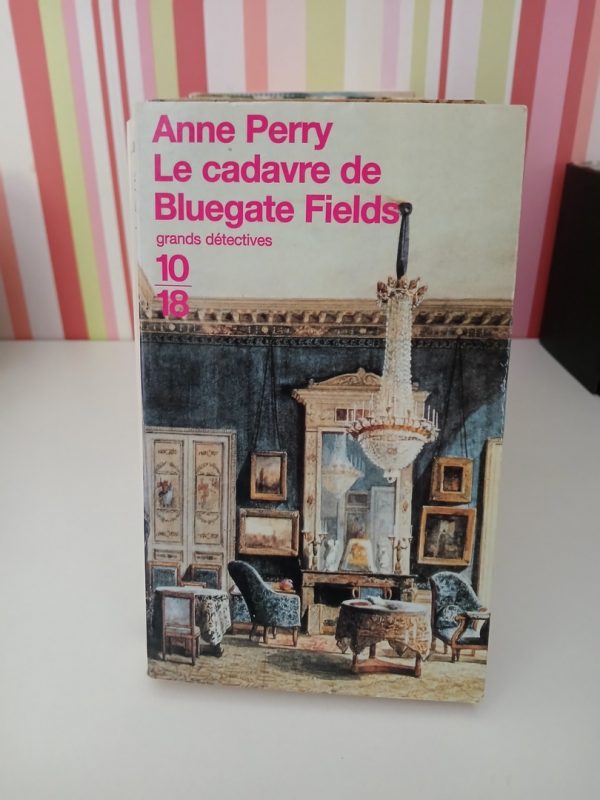 Anne Perry
Le cadavre de
Bluegate Fields
grands détectives
10
18